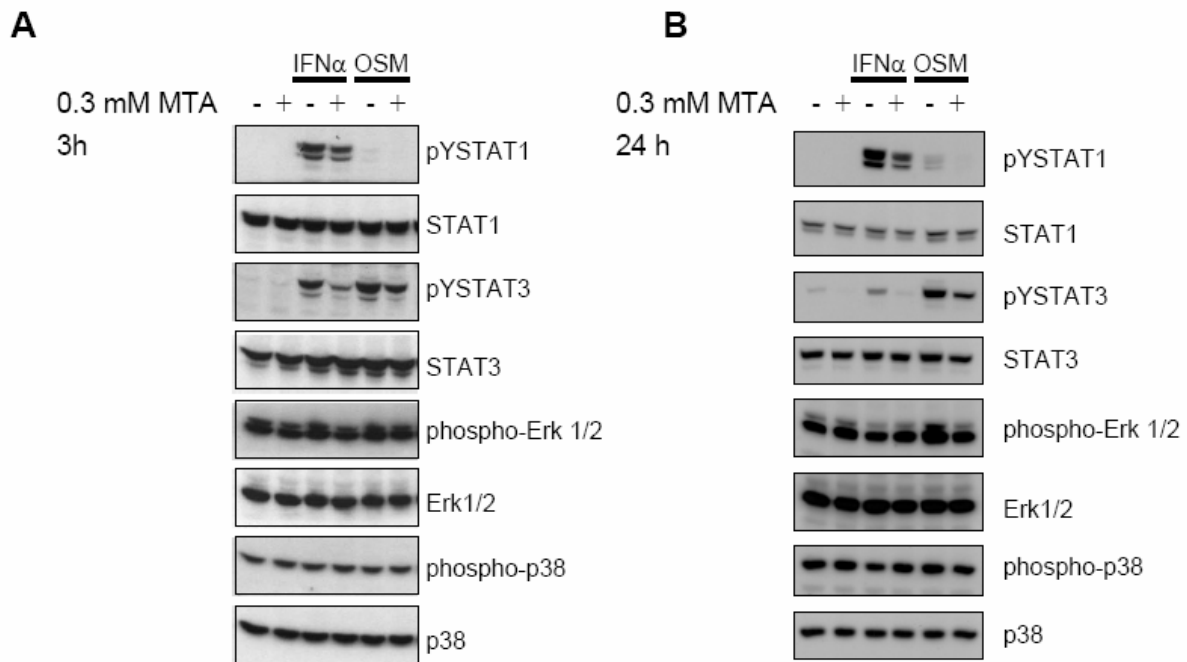 A
IFNα OSM
0.3 mM MTA - + - + - +
3h
pYSTAT1
STAT1
pYSTAT3
STAT3
phospho-Erk 1/2
Erk1/2
phospho-p38
p38
B
IFNα OSM
0.3 mM MTA - + - + - +
24 h
pYSTAT1
STAT1
pYSTAT3
STAT3
phospho-Erk 1/2
Erk1/2
phospho-p38
p38